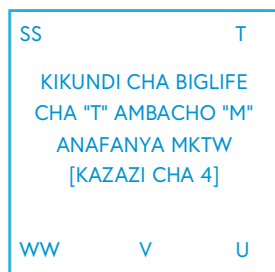 SS T
KIKUNDI CHA BIGLIFE
CHA "T" AMBACHO "M"
ANAFANYA MKTW
[KAZAZI CHA 4]
WW V U